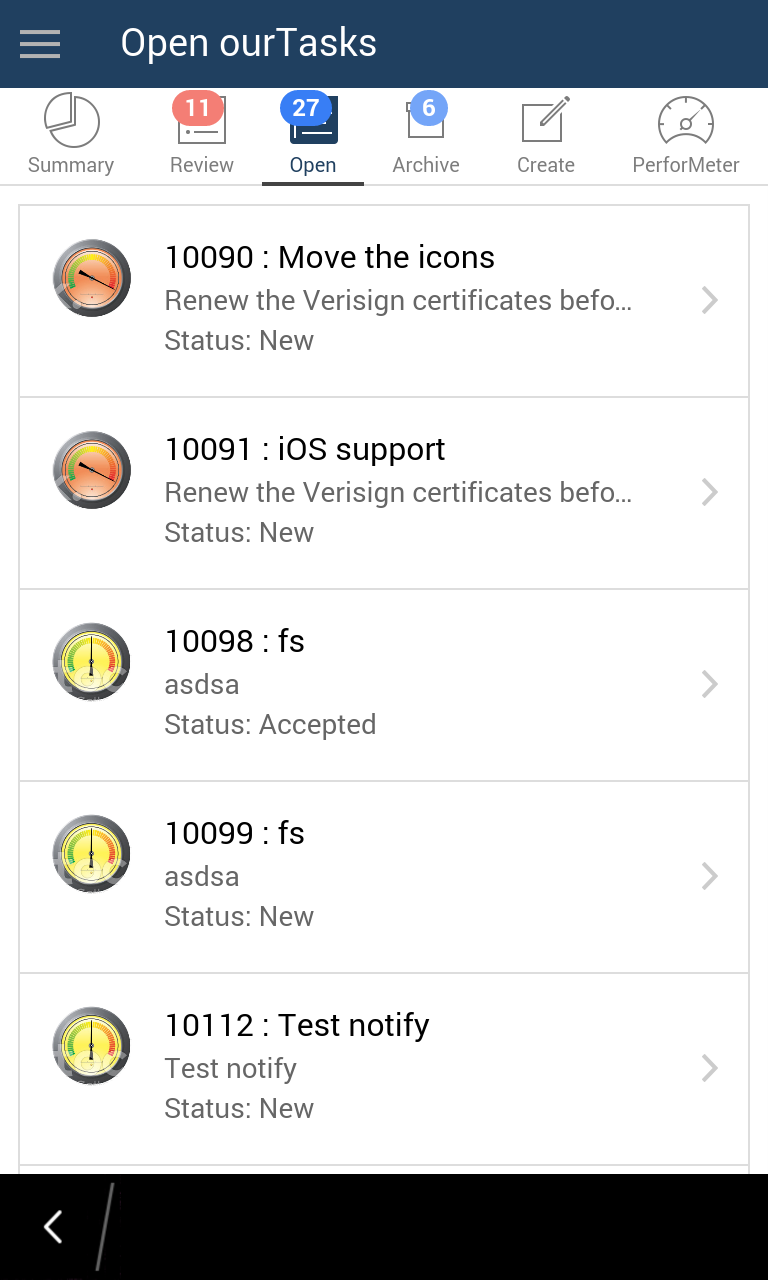 Open ourTasks
11
27
6
Summary
Review
Open
Archive
Create
PerforMeter
10090 : Move the icons
Renew the Verisign certificates befo...
Status: New
10091 : iOS support
Renew the Verisign certificates befo...
Status: New
10098 : fs
asdsa
Status: Accepted
10099 : fs
asdsa
Status: New
10112 : Test notify
Test notify
Status: New